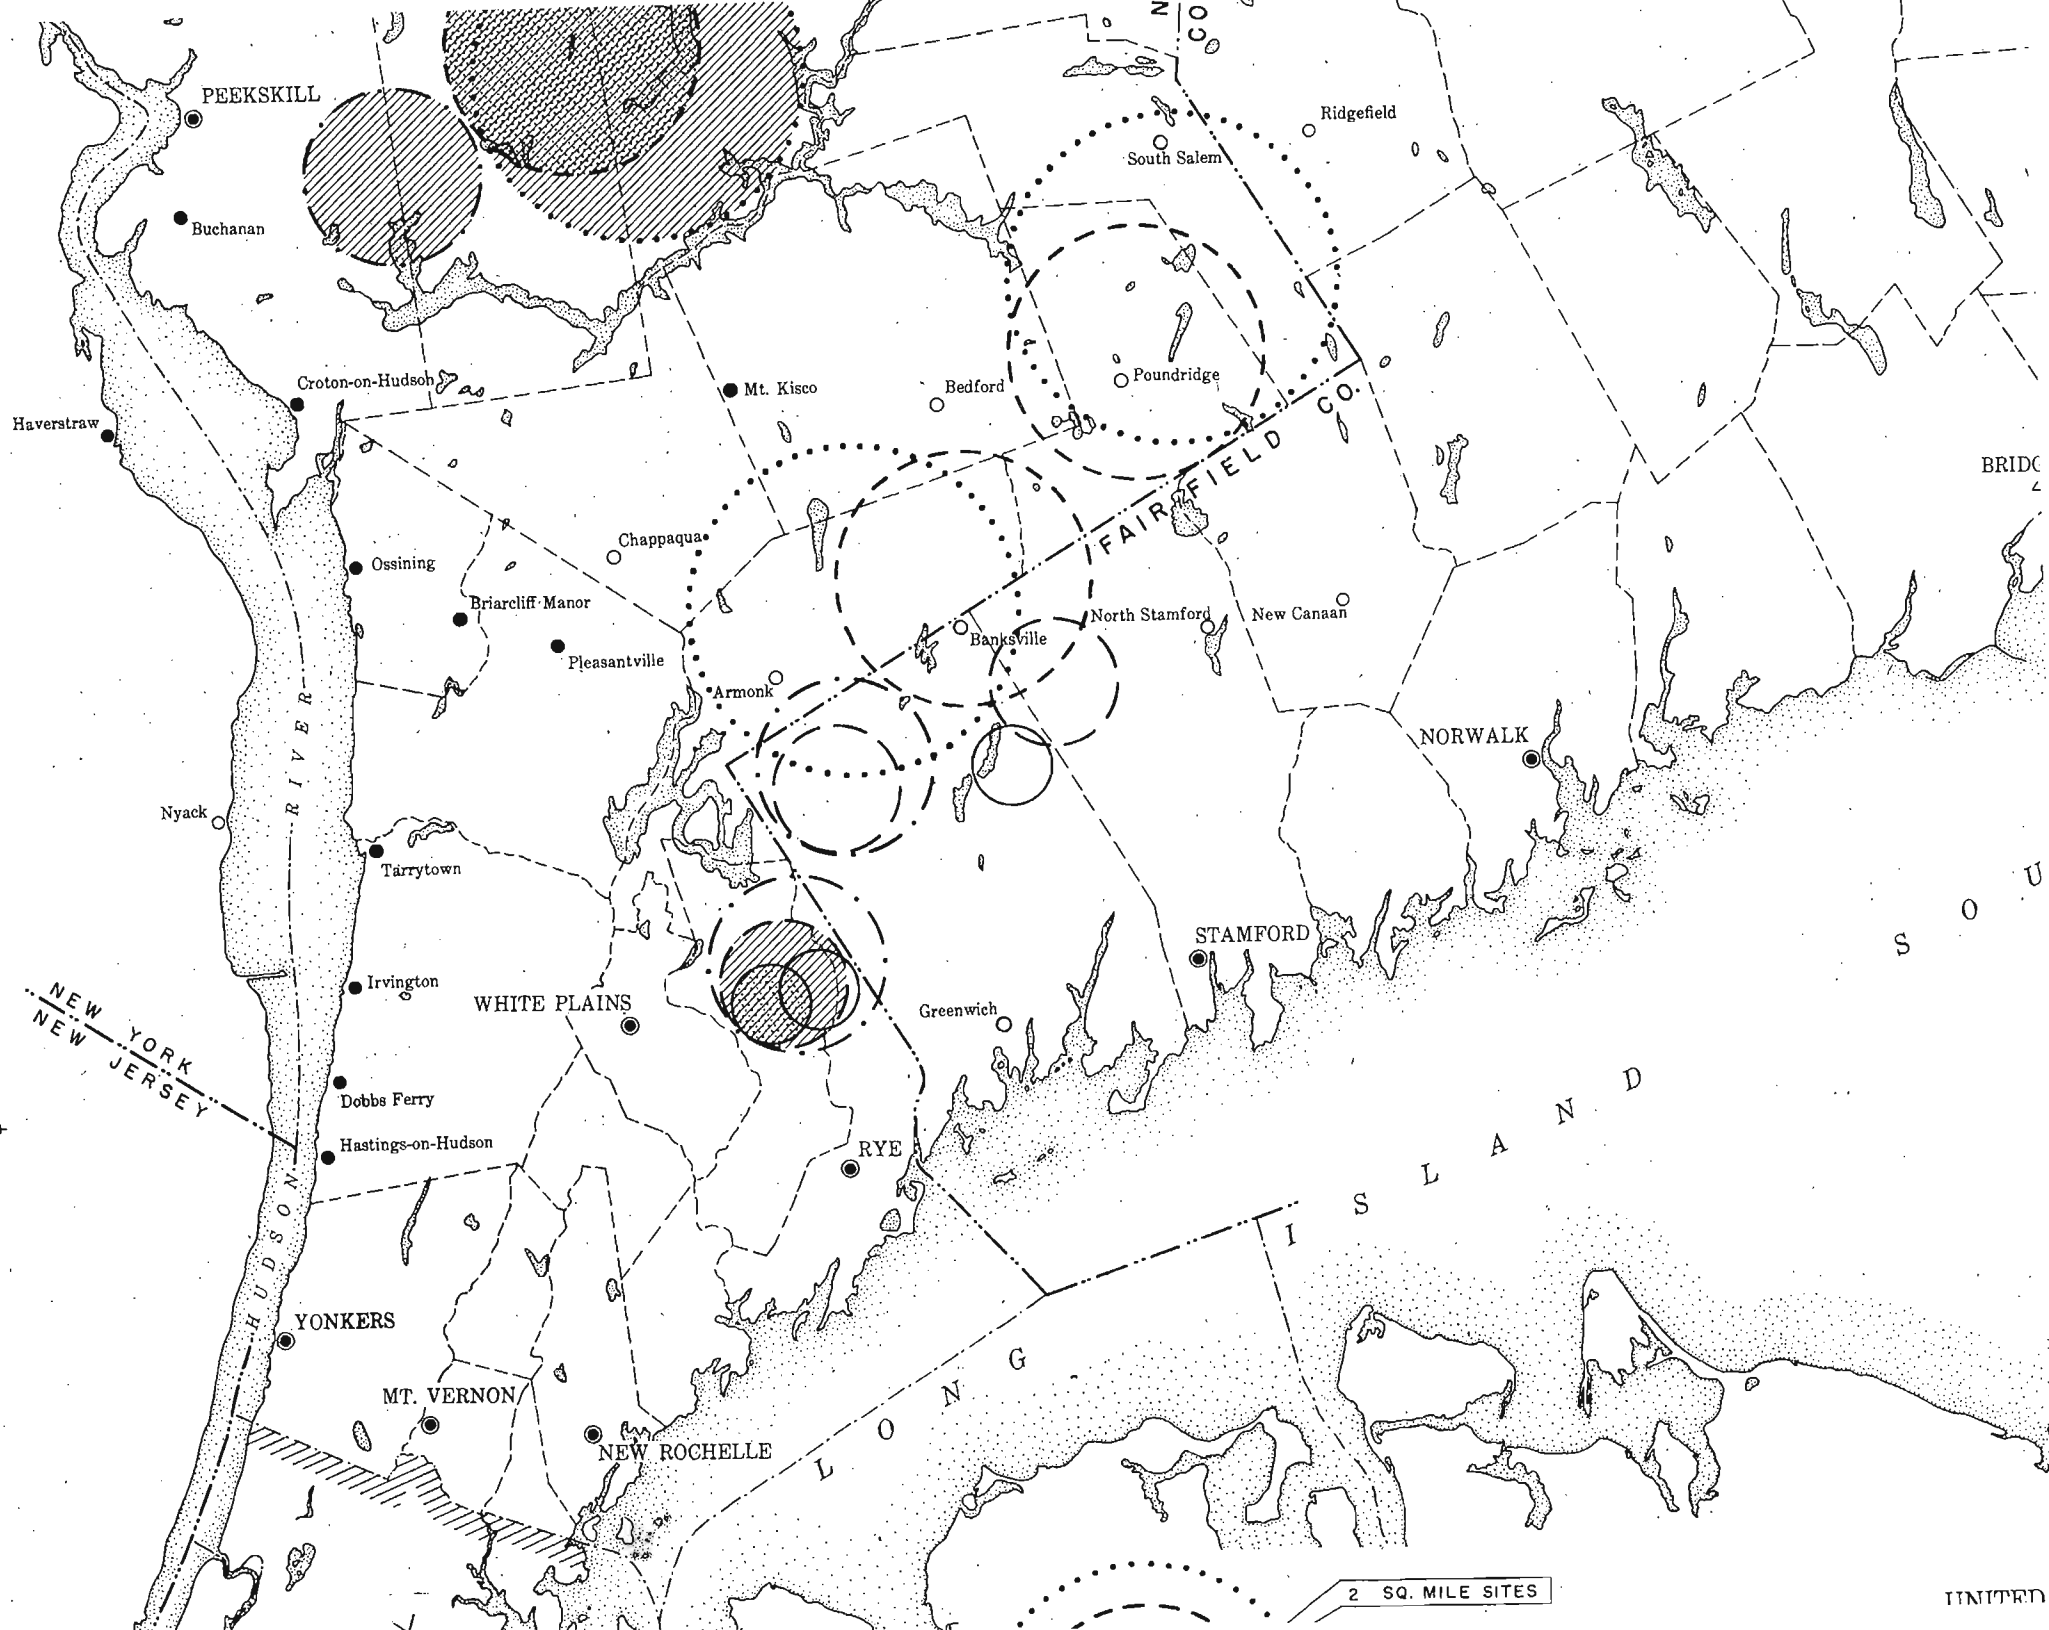 N
CO
PEEKSKILL
Ridgefield
South Salem
Buchanan
Croton-on-Hudson
Mt. Kisco
Bedford
Poundridge
Haverstraw
FAIRFIELD CO.
BRIDG
Chappaqua
Ossining
Briarcliff Manor
Pleasantville
Banksville
North Stamford
New Canaan
Armonk
NORWALK
Nyack
Tarrytown
STAMFORD
Irvington
WHITE PLAINS
Greenwich
NEW YORK
NEW JERSEY
Dobbs Ferry
Hastings-on-Hudson
RYE
HUDSON RIVER
YONKERS
MT. VERNON
NEW ROCHELLE
LONG ISLAND SOU
2 SQ. MILE SITES
UNITED